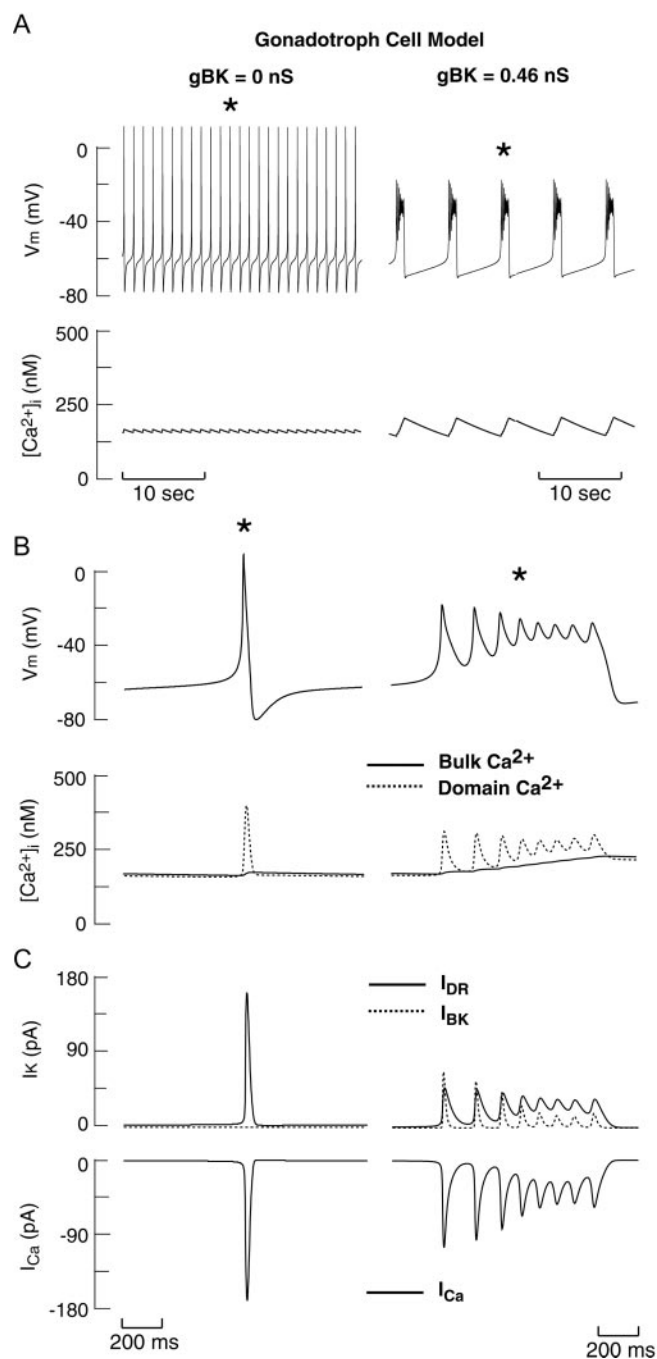 A
Gonadotroph Cell Model
gBK = 0 nS
gBK = 0.46 nS
*
*
0
-40
-80
Vm (mV)
500
250
0
[Ca2+]i (nM)
10 sec
10 sec
B
*
*
0
-40
-80
Vm (mV)
Bulk Ca2+
Domain Ca2+
500
250
0
[Ca2+]i (nM)
C
180
90
0
IK (pA)
IDR
IBK
0
-90
-180
ICa (pA)
ICa
200 ms
200 ms